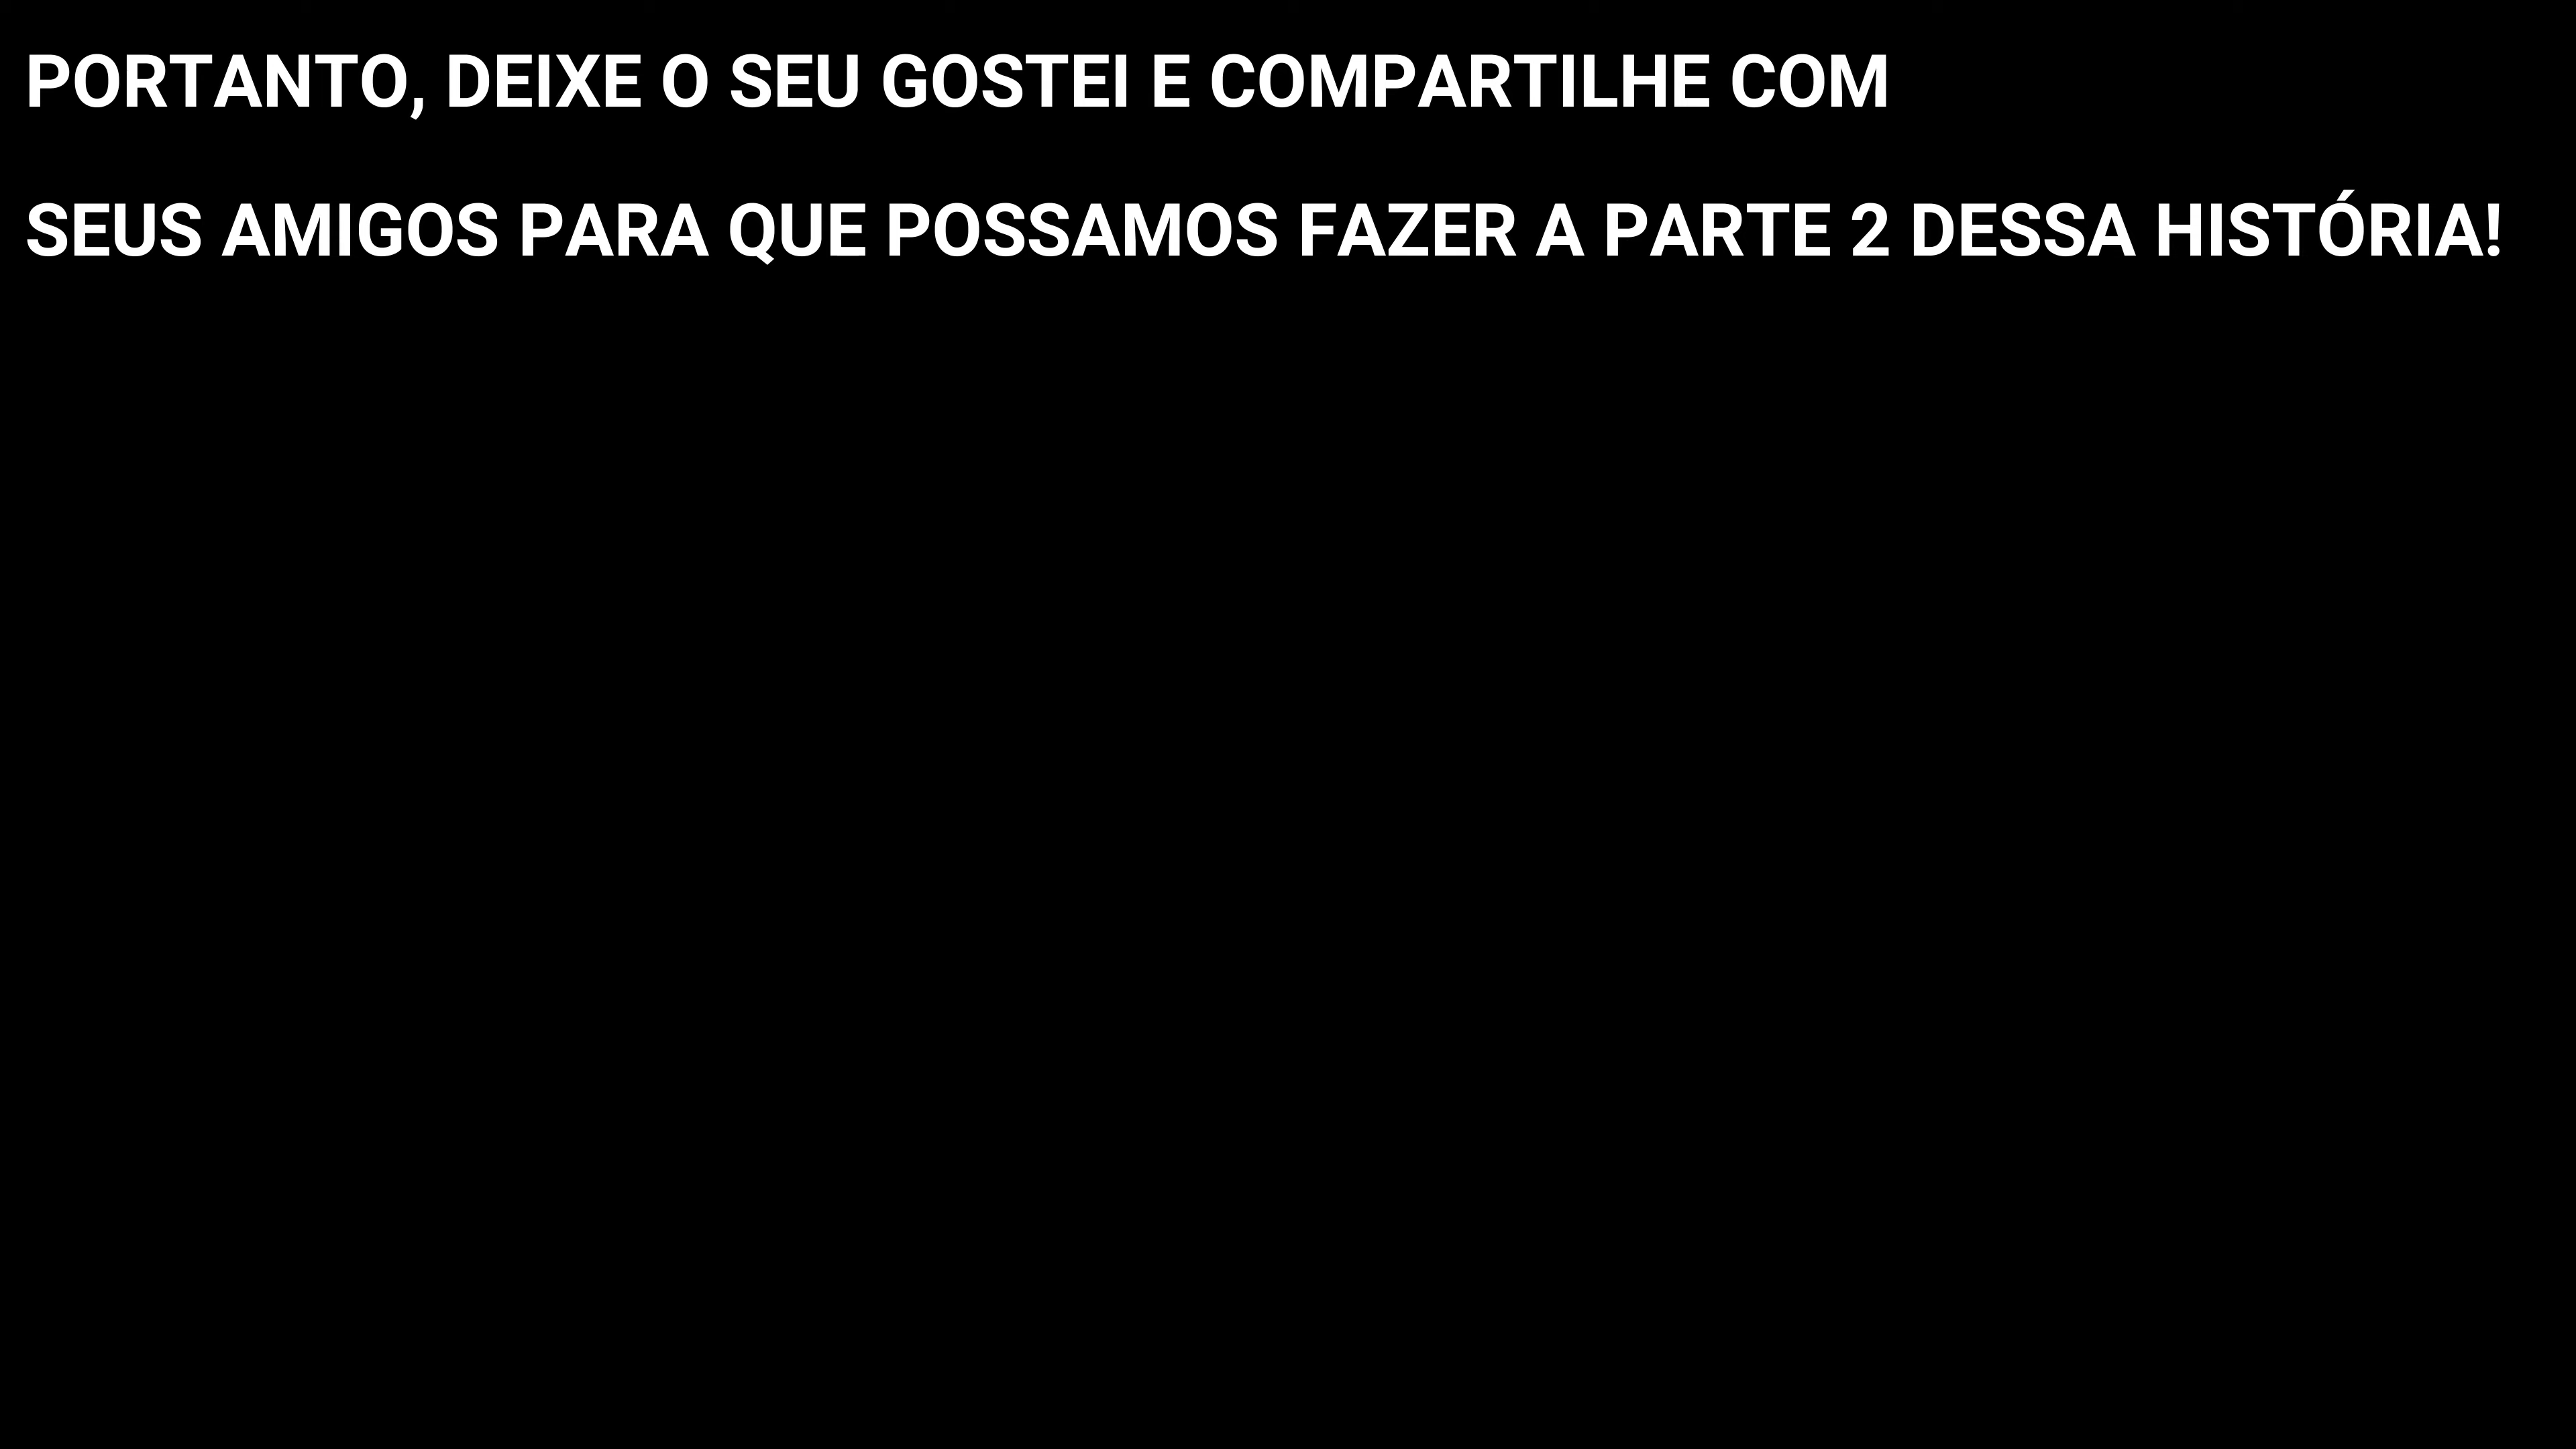 PORTANTO, DEIXE O SEU GOSTEI E COMPARTILHE COM
SEUS AMIGOS PARA QUE POSSAMOS FAZER A PARTE 2 DESSA HISTÓRIA!